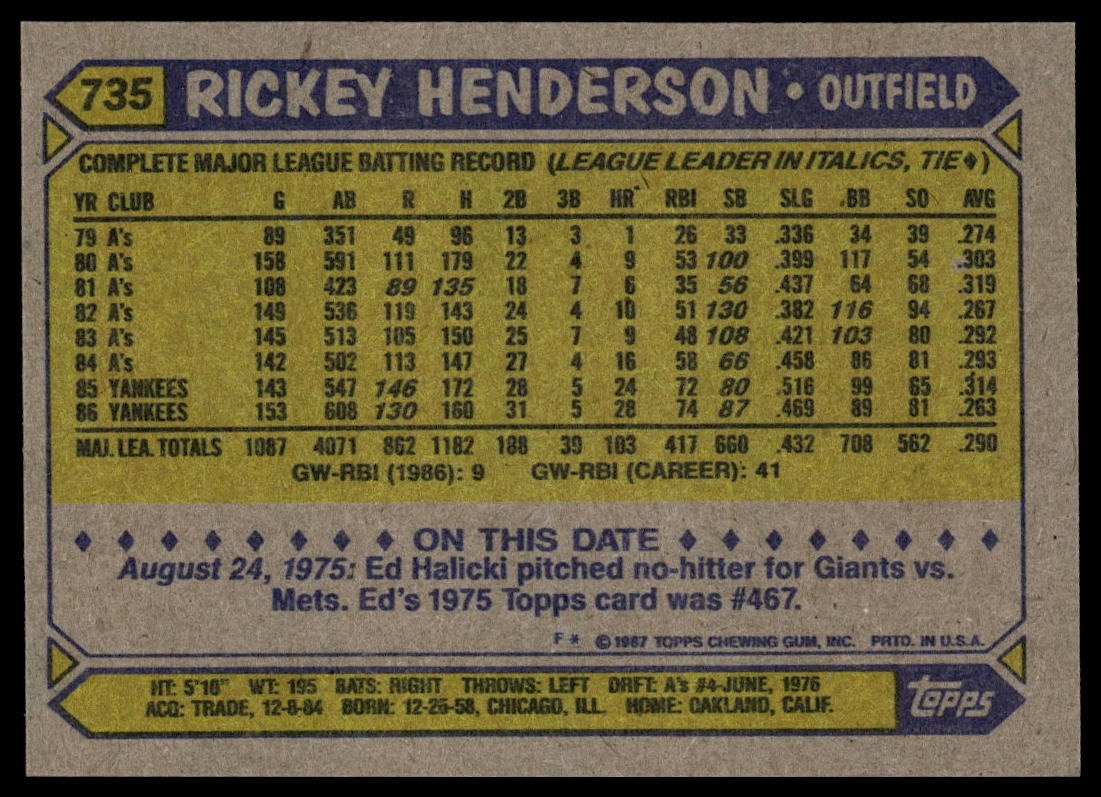 735 RICKEY HENDERSON • OUTFIELD
COMPLETE MAJOR LEAGUE BATTING RECORD (LEAGUE LEADER IN ITALICS, TIE♦)
YR CLUB G AB R H 2B 3B HR RBI SB SLG .BB SO AVG
79 A's 89 351 49 96 13 3 1 26 33 .336 34 39 .274
80 A's 158 591 111 179 22 4 9 53 100 .399 117 54 .303
81 A's 108 423 89 135 18 7 6 35 56 .437 64 68 .319
82 A's 149 536 119 143 24 4 10 51 130 .382 116 94 .267
83 A's 145 513 105 150 25 7 9 48 108 .421 103 80 .292
84 A's 142 502 113 147 27 4 16 58 66 .458 86 81 .293
85 YANKEES 143 547 146 172 28 5 24 72 80 .516 99 65 .314
86 YANKEES 153 608 130 160 31 5 28 74 87 .469 89 81 .263
MAJ. LEA. TOTALS 1087 4071 862 1182 188 39 103 417 660 .432 708 562 .290
GW-RBI (1986): 9 GW-RBI (CAREER): 41
♦ ♦ ♦ ♦ ♦ ♦ ♦ ♦ ON THIS DATE ♦ ♦ ♦ ♦ ♦ ♦ ♦ ♦
August 24, 1975: Ed Halicki pitched no-hitter for Giants vs.
Mets. Ed's 1975 Topps card was #467.
F * © 1987 TOPPS CHEWING GUM, INC. PRTD. IN U.S.A.
HT: 5'10" WT: 195 BATS: RIGHT THROWS: LEFT DRFT: A's #4-JUNE, 1976
ACQ: TRADE, 12-8-84 BORN: 12-25-58, CHICAGO, ILL. HOME: OAKLAND, CALIF.
topps